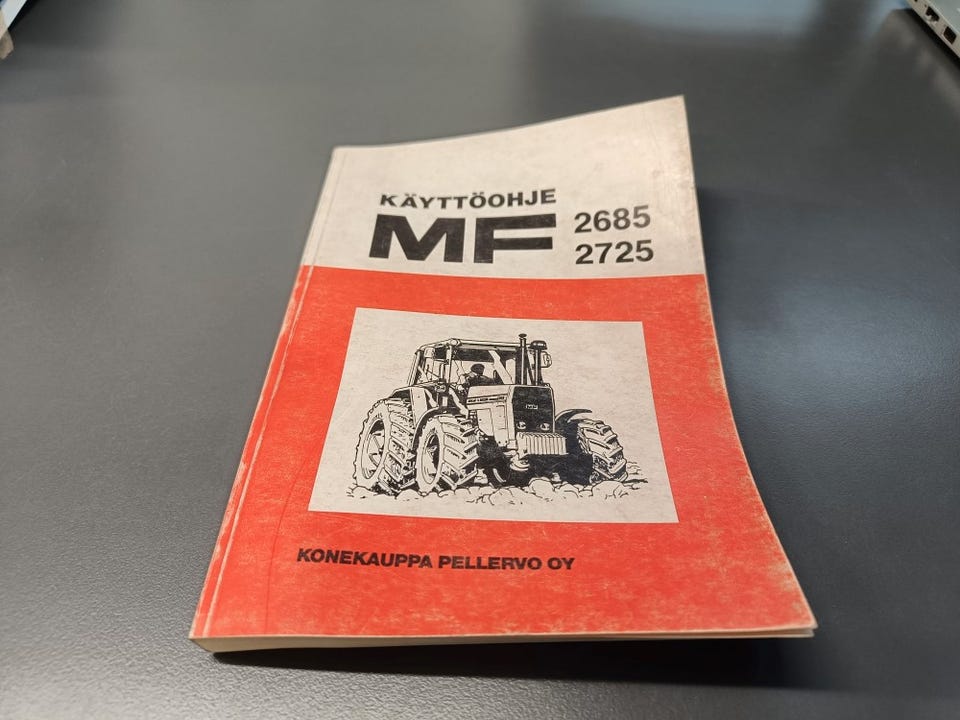 KÄYTTÖOHJE
MF 2685
2725
KONEKAUPPA PELLERVO OY